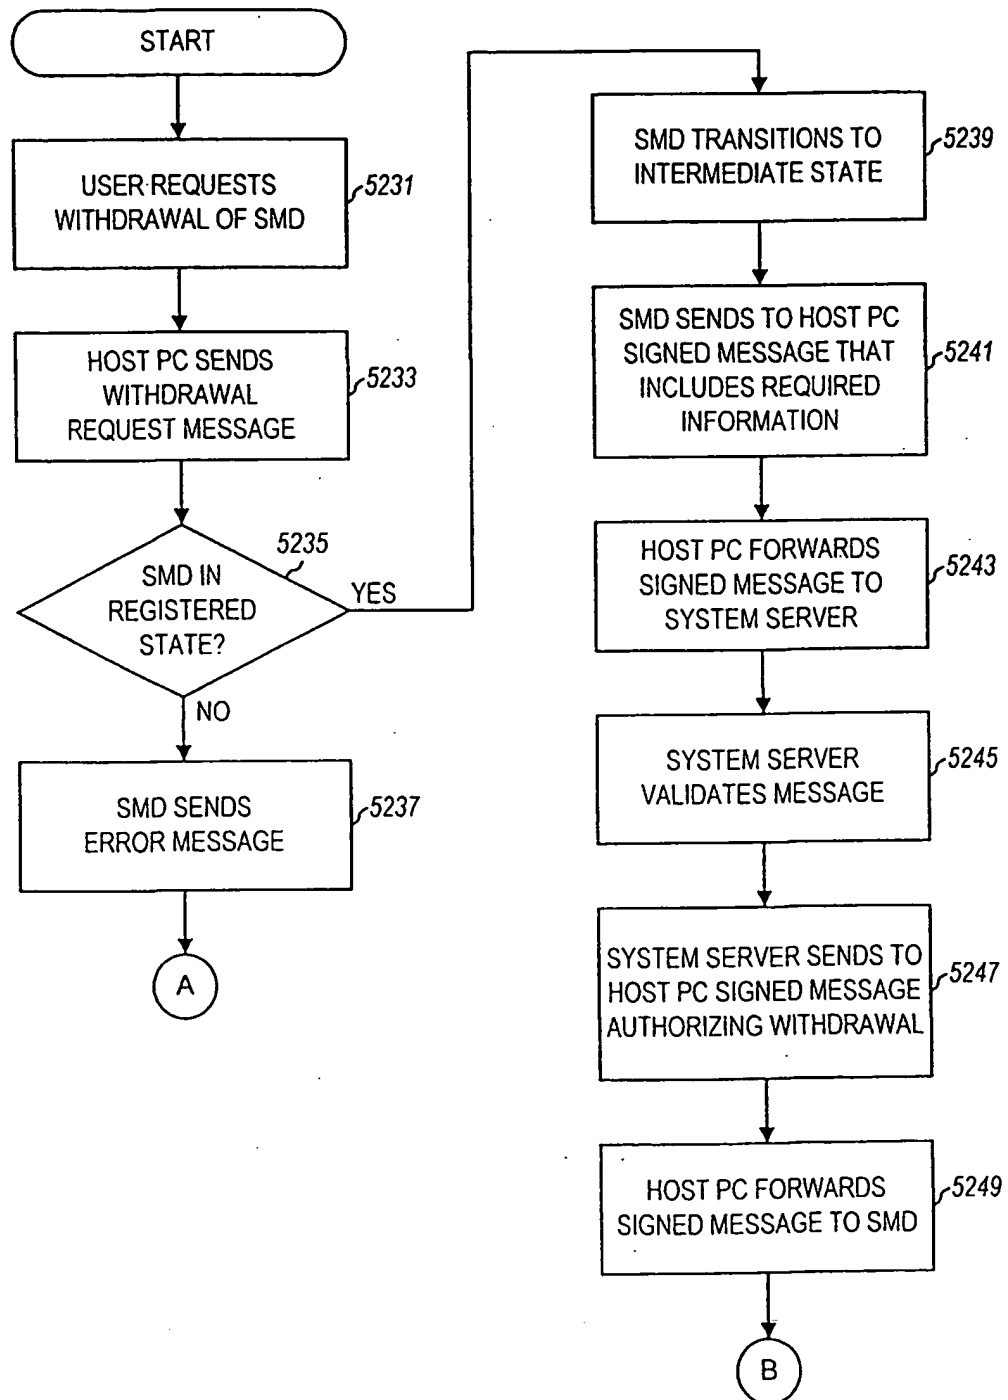 START
USER REQUESTS
WITHDRAWAL OF SMD
5231
HOST PC SENDS
WITHDRAWAL
REQUEST MESSAGE
5233
SMD IN
REGISTERED
STATE?
5235
YES
NO
SMD SENDS
ERROR MESSAGE
5237
A
SMD TRANSITIONS TO
INTERMEDIATE STATE
5239
SMD SENDS TO HOST PC
SIGNED MESSAGE THAT
INCLUDES REQUIRED
INFORMATION
5241
HOST PC FORWARDS
SIGNED MESSAGE TO
SYSTEM SERVER
5243
SYSTEM SERVER
VALIDATES MESSAGE
5245
SYSTEM SERVER SENDS TO
HOST PC SIGNED MESSAGE
AUTHORIZING WITHDRAWAL
5247
HOST PC FORWARDS
SIGNED MESSAGE TO SMD
5249
B